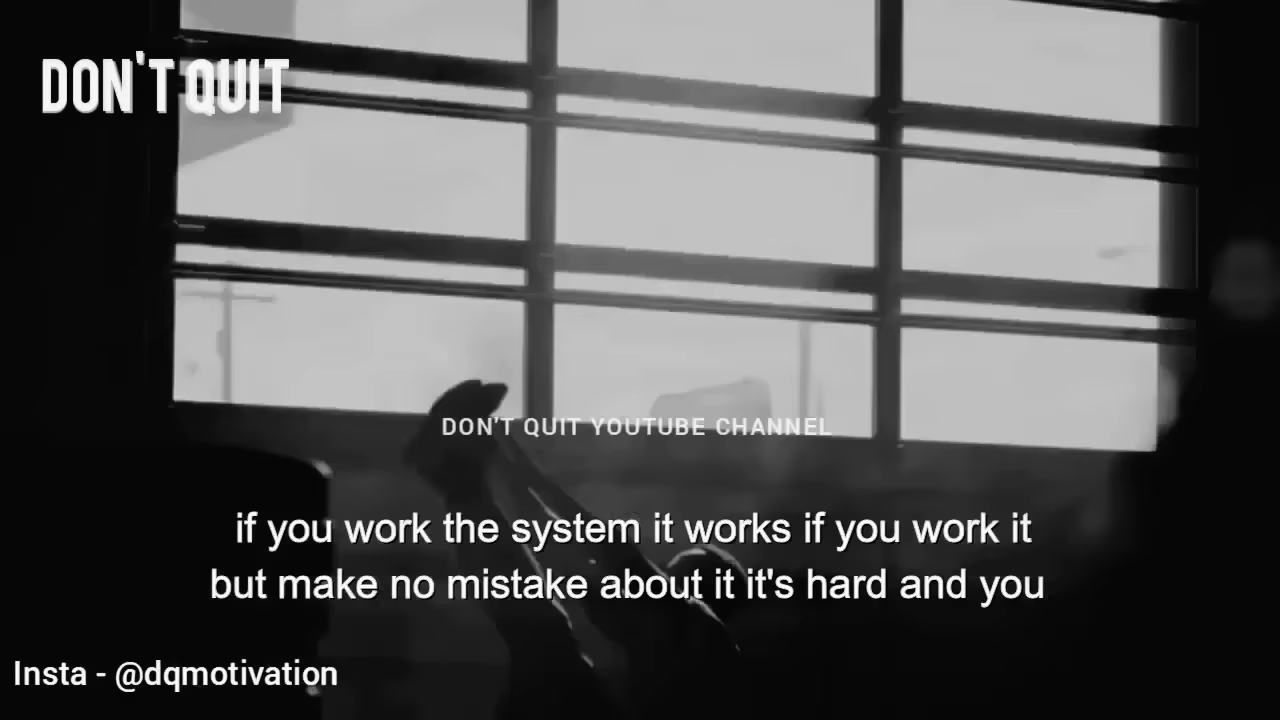 DON'T QUIT
DON'T QUIT YOUTUBE CHANNEL
if you work the system it works if you work it
but make no mistake about it it's hard and you
Insta - @dqmotivation